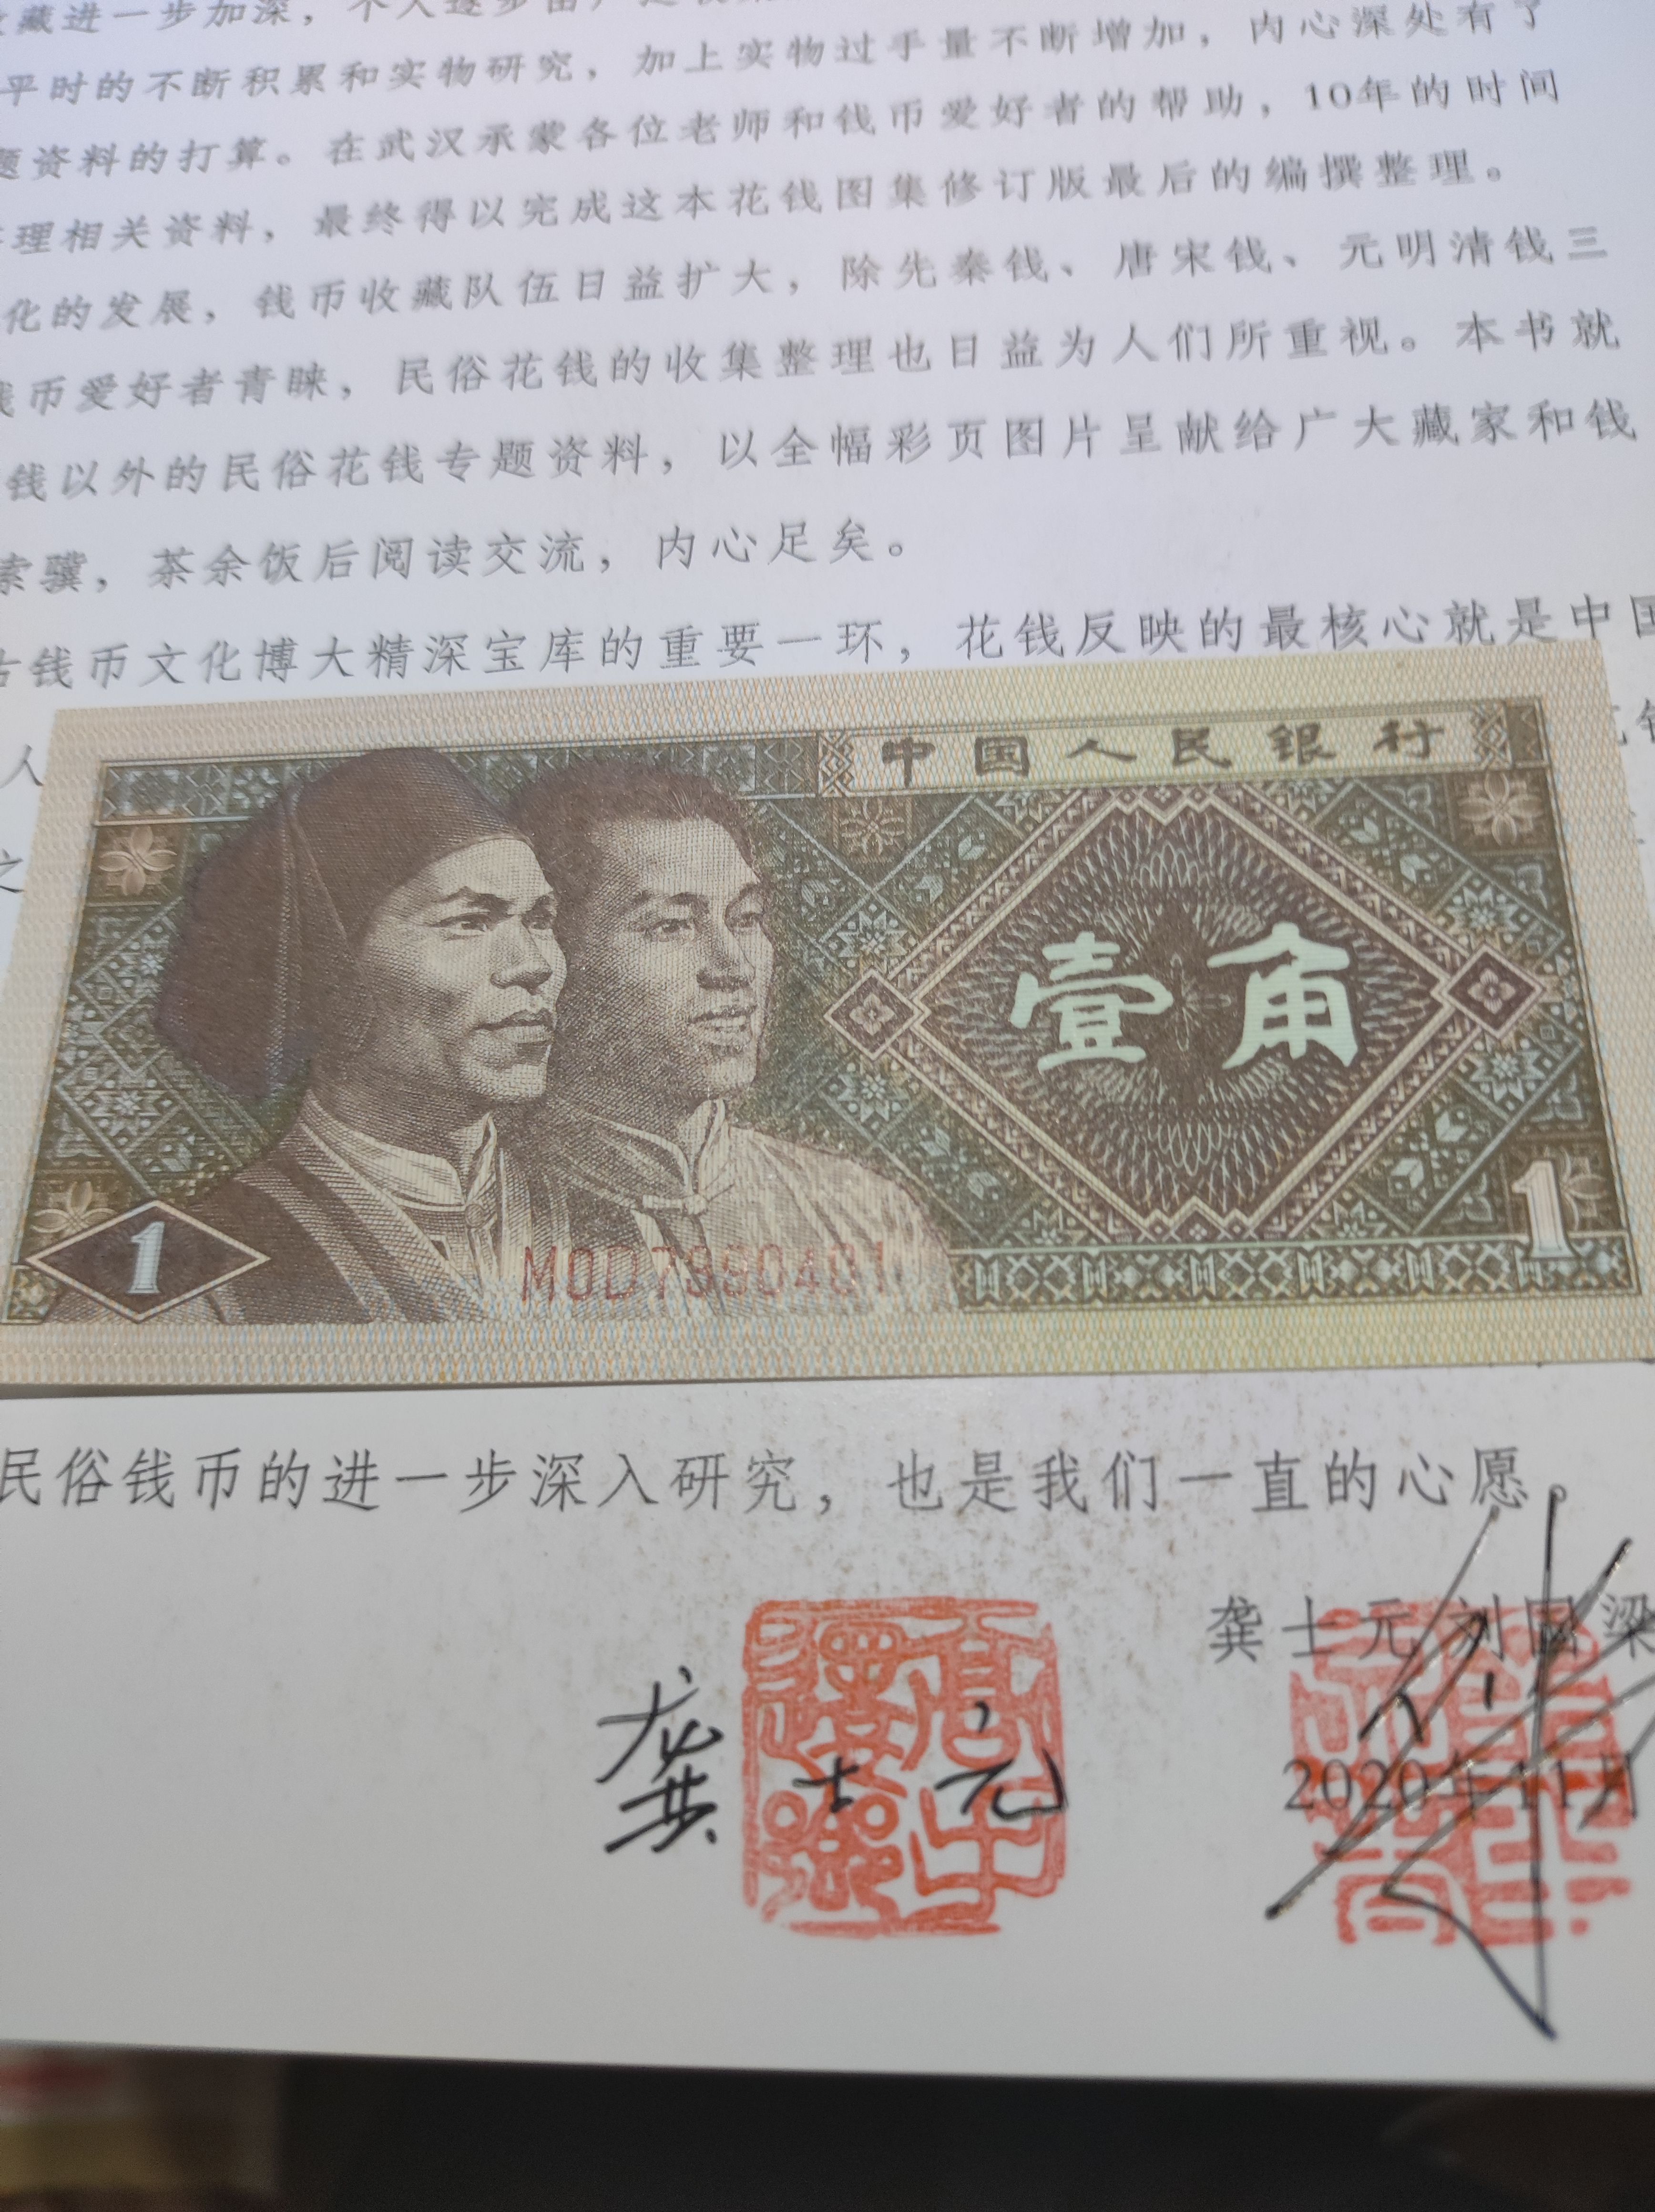 藏进一步加深，个人逐步
平时的不断积累和实物研究，加上实物过手量不断增加，内心深处有了
题资料的打算。在武汉承蒙各位老师和钱币爱好者的帮助，10年的时间
理相关资料，最终得以完成这本花钱图集修订版最后的编撰整理。
化的发展，钱币收藏队伍日益扩大，除先秦钱、唐宋钱、元明清钱三
钱币爱好者青睐，民俗花钱的收集整理也日益为人们所重视。本书就
钱以外的民俗花钱专题资料，以全幅彩页图片呈献给广大藏家和钱
索骥，茶余饭后阅读交流，内心足矣。
古钱币文化博大精深宝库的重要一环，花钱反映的最核心就是中国
人
之
中国人民银行
壹角
1
1
M0D7990401
民俗钱币的进一步深入研究，也是我们一直的心愿。
龚士元 刘国梁
2020年11月
龚士元